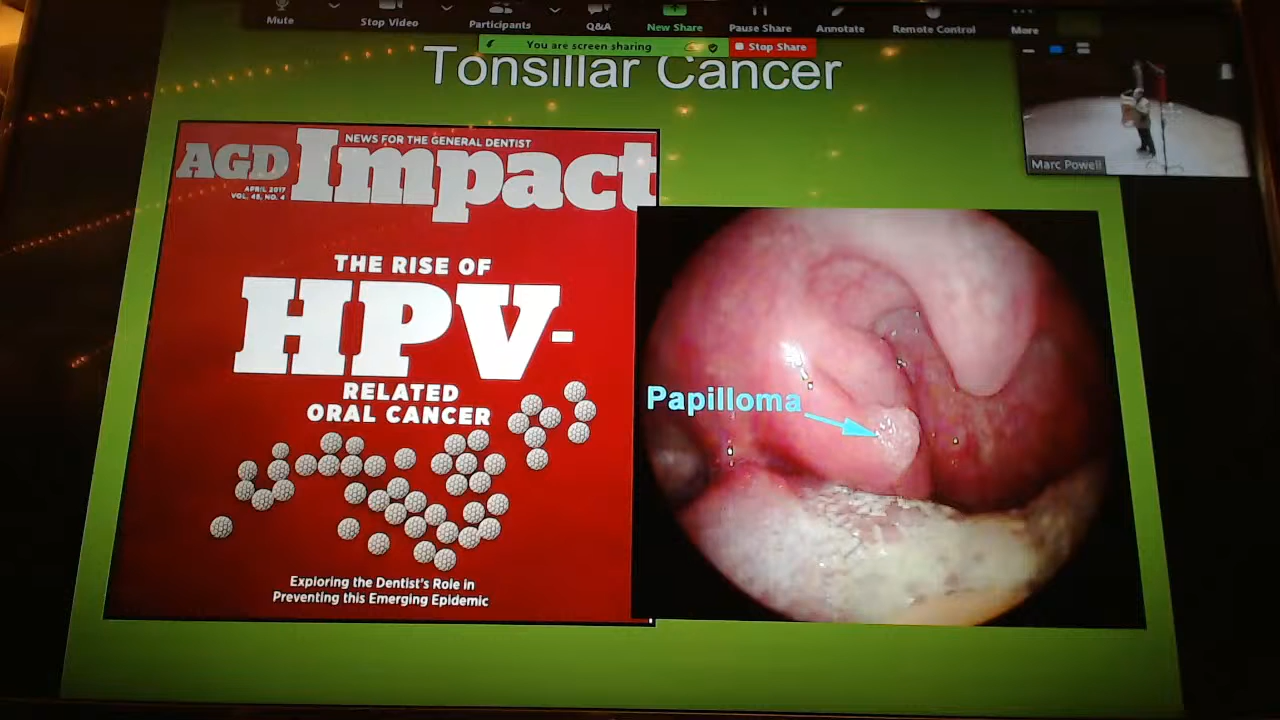 Mute
Stop Video
Participants
Q&A
New Share
Pause Share
Annotate
Remote Control
More
You are screen sharing
Stop Share
Tonsillar Cancer
Marc Powell
NEWS FOR THE GENERAL DENTIST
AGD Impact
APRIL 2017
VOL. 45, NO. 4
THE RISE OF
HPV-
RELATED
ORAL CANCER
Papilloma
Exploring the Dentist's Role in
Preventing this Emerging Epidemic